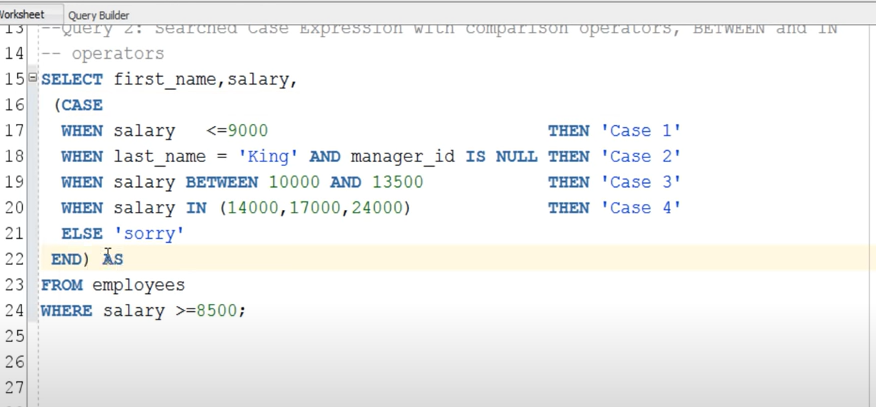 Worksheet Query Builder
13 --Query 2: Searched Case Expression with comparison operators, BETWEEN and IN
14 -- operators
15 SELECT first_name,salary,
16 (CASE
17 WHEN salary <=9000 THEN 'Case 1'
18 WHEN last_name = 'King' AND manager_id IS NULL THEN 'Case 2'
19 WHEN salary BETWEEN 10000 AND 13500 THEN 'Case 3'
20 WHEN salary IN (14000,17000,24000) THEN 'Case 4'
21 ELSE 'sorry'
22 END) AS
23 FROM employees
24 WHERE salary >=8500;
25
26
27